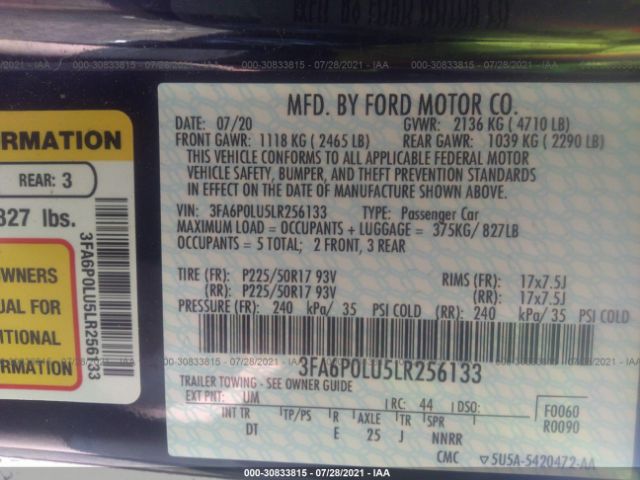 000-30833815 - 07/28/2021 - IAA
MFD. BY FORD MOTOR CO.
DATE: 07/20 GVWR: 2136 KG ( 4710 LB)
FRONT GAWR: 1118 KG ( 2465 LB) REAR GAWR: 1039 KG ( 2290 LB)
THIS VEHICLE CONFORMS TO ALL APPLICABLE FEDERAL MOTOR
VEHICLE SAFETY, BUMPER, AND THEFT PREVENTION STANDARDS
IN EFFECT ON THE DATE OF MANUFACTURE SHOWN ABOVE.
VIN: 3FA6P0LU5LR256133 TYPE: Passenger Car
MAXIMUM LOAD = OCCUPANTS + LUGGAGE = 375KG/ 827LB
OCCUPANTS = 5 TOTAL; 2 FRONT, 3 REAR
TIRE (FR): P225/50R17 93V RIMS (FR): 17x7.5J
(RR): P225/50R17 93V (RR): 17x7.5J
PRESSURE (FR): 240 kPa/ 35 PSI COLD (RR): 240 kPa/35 PSI COLD
3FA6P0LU5LR256133
TRAILER TOWING - SEE OWNER GUIDE
EXT PNT: UM RC: 44 DSO: F0060
INT TR TP/PS R AXLE TR SPR R0090
DT E 25 J NNRR
CMC 5U5A-5420472-AA
ORMATION
REAR: 3
827 lbs.
WNERS
UAL FOR
ITIONAL
RMATION
3FA6P0LU5LR256133
000-30833815 - 07/28/2021 - IAA
000-30833815 - 07/28/2021 - IAA